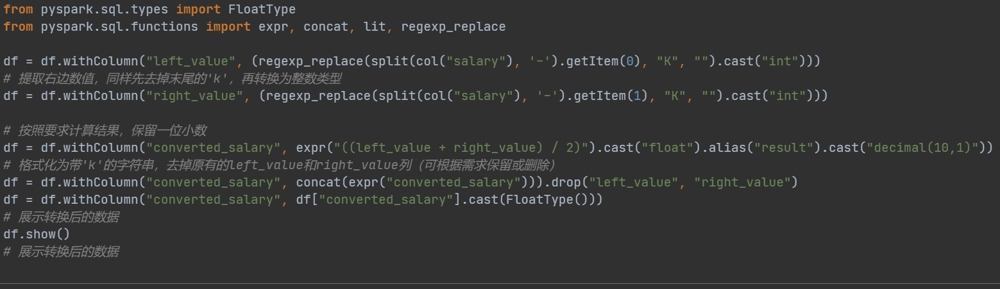 from pyspark.sql.types import FloatType
from pyspark.sql.functions import expr, concat, lit, regexp_replace
df = df.withColumn("left_value", (regexp_replace(split(col("salary"), '-').getItem(0), "K", "").cast("int")))
# 提取右边数值，同样先去掉末尾的'k'，再转换为整数类型
df = df.withColumn("right_value", (regexp_replace(split(col("salary"), '-').getItem(1), "K", "").cast("int")))
# 按照要求计算结果，保留一位小数
df = df.withColumn("converted_salary", expr("((left_value + right_value) / 2)").cast("float").alias("result").cast("decimal(10,1)"))
# 格式化为带'k'的字符串，去掉原有的left_value和right_value列（可根据需求保留或删除）
df = df.withColumn("converted_salary", concat(expr("converted_salary"))).drop("left_value", "right_value")
df = df.withColumn("converted_salary", df["converted_salary"].cast(FloatType()))
# 展示转换后的数据
df.show()
# 展示转换后的数据